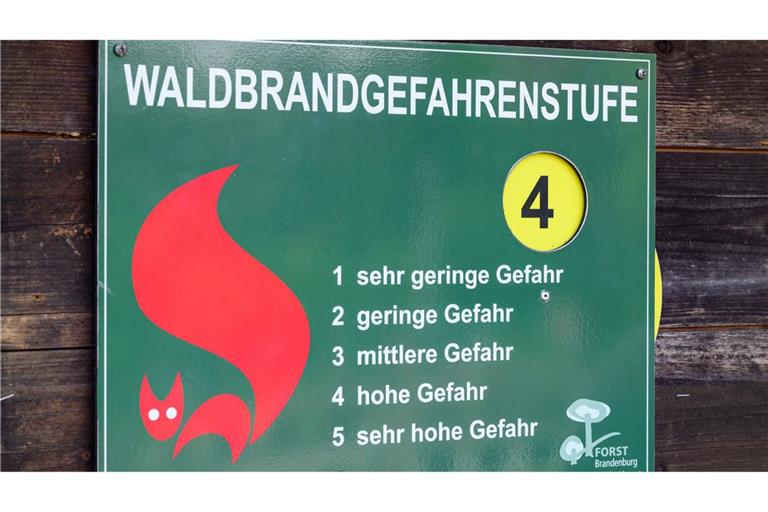 WALDBRANDGEFAHRENSTUFE
4
1 sehr geringe Gefahr
2 geringe Gefahr
3 mittlere Gefahr
4 hohe Gefahr
5 sehr hohe Gefahr
FORST
Brandenburg